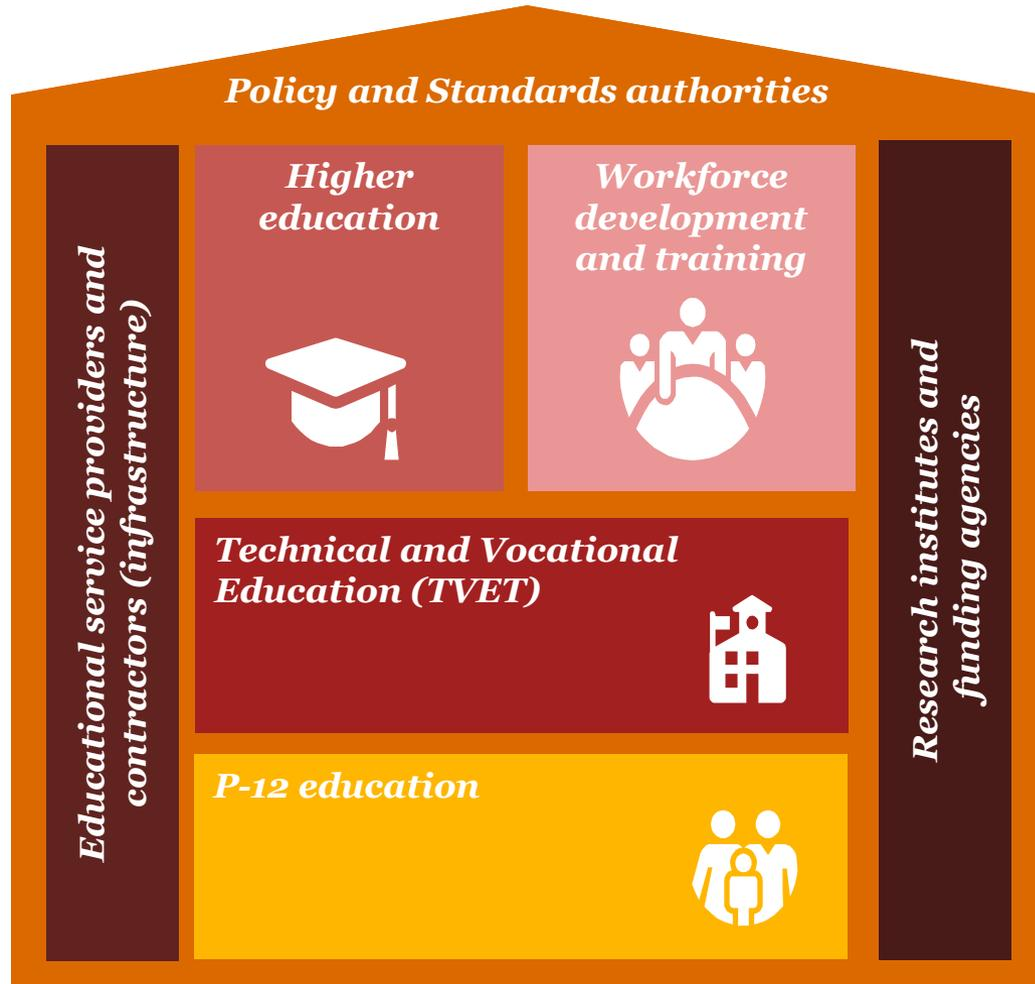 Policy and Standards authorities
Educational service providers and
contractors (infrastructure)
Higher
education
Workforce
development
and training
Technical and Vocational
Education (TVET)
P-12 education
Research institutes and
funding agencies